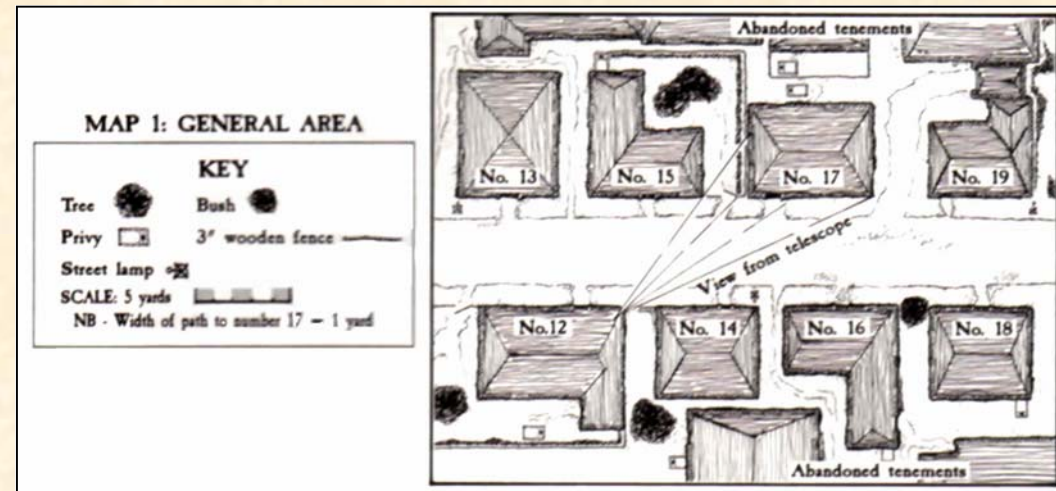 MAP 1: GENERAL AREA
KEY
Tree Bush
Privy 3" wooden fence
Street lamp
SCALE: 5 yards
NB - Width of path to number 17 = 1 yard
Abandoned tenements
No. 13 No. 15 No. 17 No. 19
View from telescope
No.12 No. 14 No. 16 No. 18
Abandoned tenements